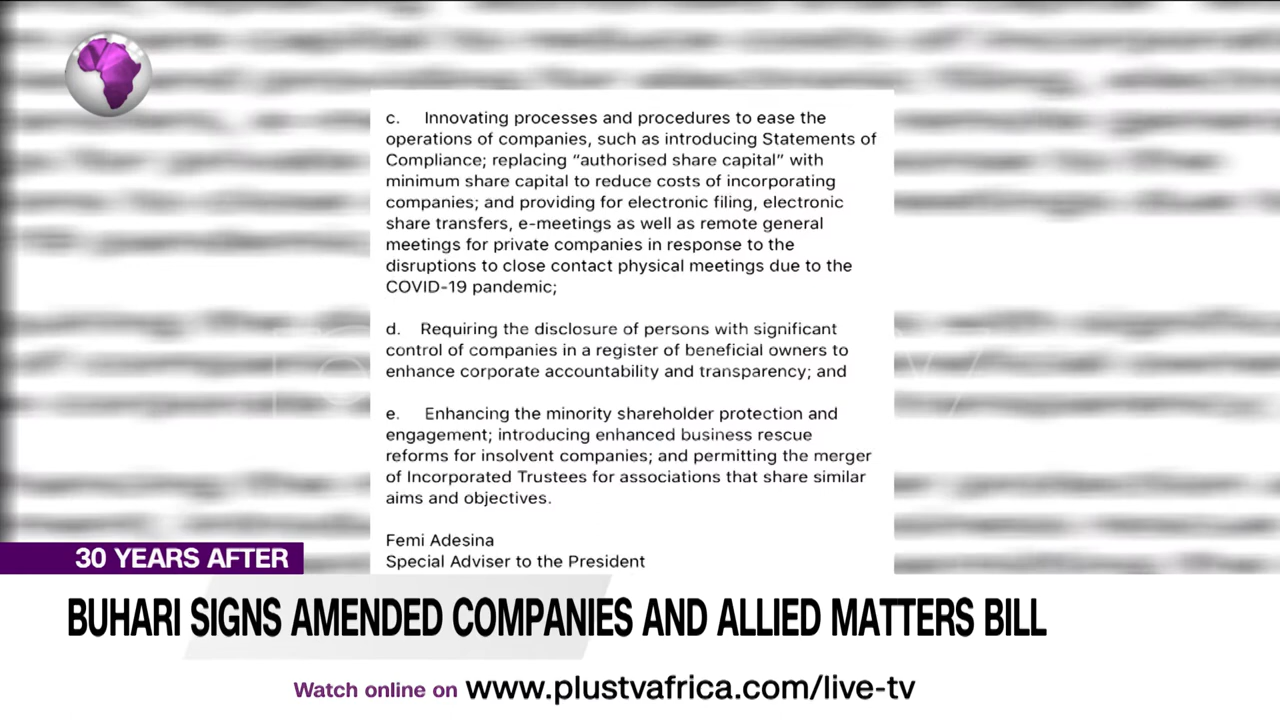 c. Innovating processes and procedures to ease the
operations of companies, such as introducing Statements of
Compliance; replacing “authorised share capital” with
minimum share capital to reduce costs of incorporating
companies; and providing for electronic filing, electronic
share transfers, e-meetings as well as remote general
meetings for private companies in response to the
disruptions to close contact physical meetings due to the
COVID-19 pandemic;
d. Requiring the disclosure of persons with significant
control of companies in a register of beneficial owners to
enhance corporate accountability and transparency; and
e. Enhancing the minority shareholder protection and
engagement; introducing enhanced business rescue
reforms for insolvent companies; and permitting the merger
of Incorporated Trustees for associations that share similar
aims and objectives.
Femi Adesina
Special Adviser to the President
30 YEARS AFTER
BUHARI SIGNS AMENDED COMPANIES AND ALLIED MATTERS BILL
Watch online on www.plustvafrica.com/live-tv